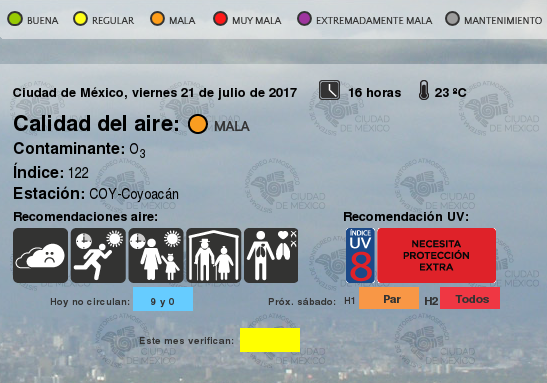 BUENA REGULAR MALA MUY MALA EXTREMADAMENTE MALA MANTENIMIENTO
Ciudad de México, viernes 21 de julio de 2017 16 horas 23 ºC
Calidad del aire: MALA
Contaminante: O3
Índice: 122
Estación: COY-Coyoacán
Recomendaciones aire: Recomendación UV:
ÍNDICE
UV
8
NECESITA
PROTECCIÓN
EXTRA
Hoy no circulan: 9 y 0 Próx. sábado: H1 Par H2 Todos
Este mes verifican:
MONITOREO ATMOSFÉRICO
CIUDAD
DE MÉXICO